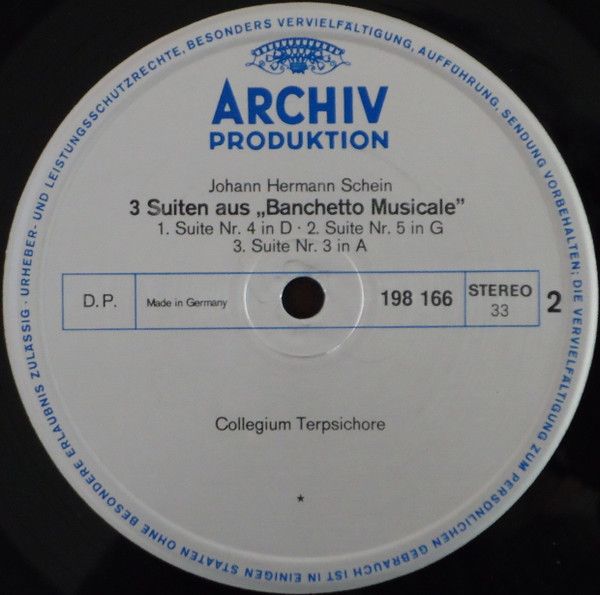 URHEBER- UND LEISTUNGSSCHUTZRECHTE, BESONDERS VERVIELFÄLTIGUNG, AUFFÜHRUNG, SENDUNG VORBEHALTEN; DIE VERVIELFÄLTIGUNG ZUM PERSÖNLICHEN GEBRAUCH IST IN EINIGEN STAATEN OHNE BESONDERE ERLAUBNIS ZULÄSSIG ·
ARCHIV
PRODUKTION
Johann Hermann Schein
3 Suiten aus „Banchetto Musicale”
1. Suite Nr. 4 in D · 2. Suite Nr. 5 in G
3. Suite Nr. 3 in A
D.P. Made in Germany 198 166 STEREO 33 2
Collegium Terpsichore
*